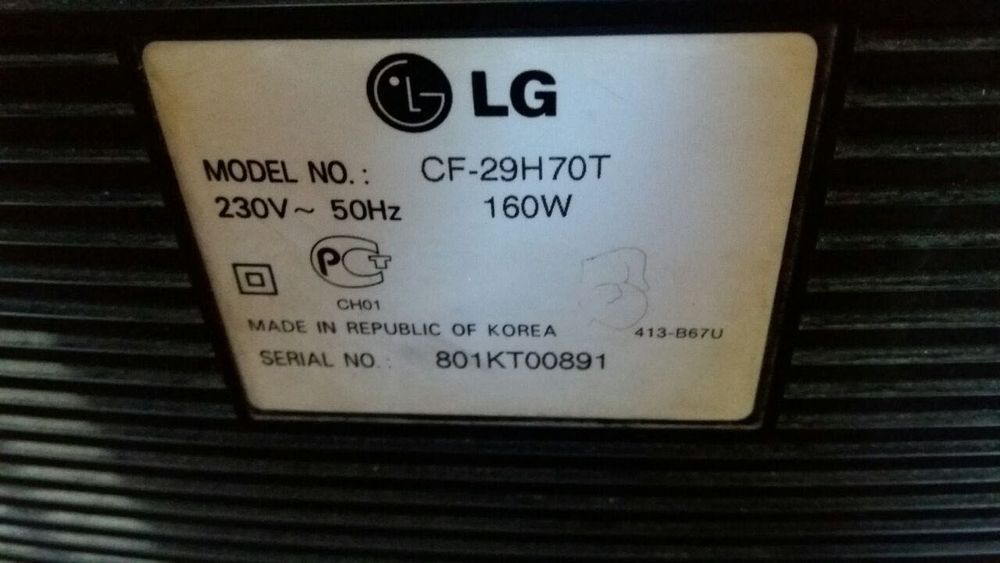 LG
MODEL NO.: CF-29H70T
230V~ 50Hz 160W
РСТ
CH01
MADE IN REPUBLIC OF KOREA 413-B67U
SERIAL NO.: 801KT00891